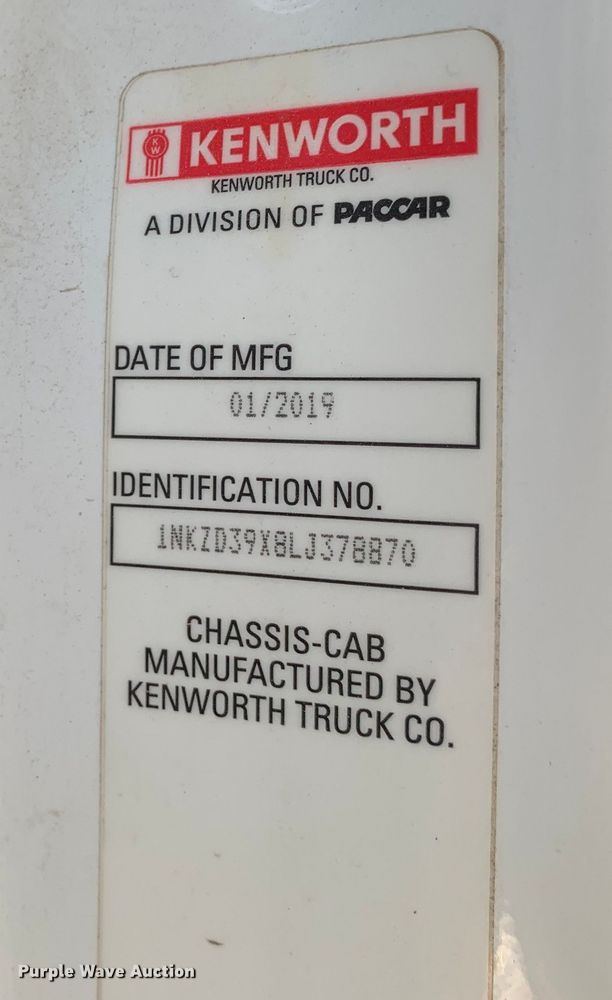 KW KENWORTH
KENWORTH TRUCK CO.
A DIVISION OF PACCAR
DATE OF MFG
01/2019
IDENTIFICATION NO.
1NKZD39X8LJ378870
CHASSIS-CAB
MANUFACTURED BY
KENWORTH TRUCK CO.
Purple Wave Auction